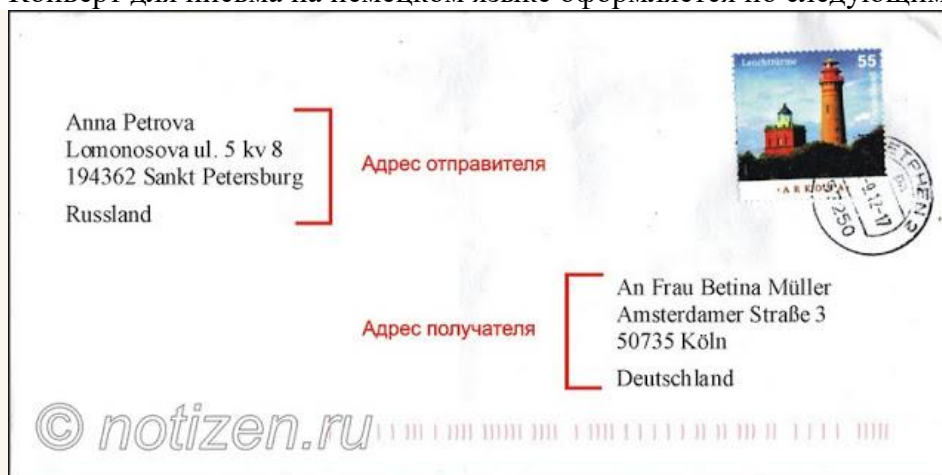 Конверт для письма на немецком языке оформляется по следующим
Leuchttürme 55
ARKONA
Anna Petrova
Lomonosova ul. 5 kv 8
194362 Sankt Petersburg
Russland
Адрес отправителя
Адрес получателя
An Frau Betina Müller
Amsterdamer Straße 3
50735 Köln
Deutschland
© notizen.ru